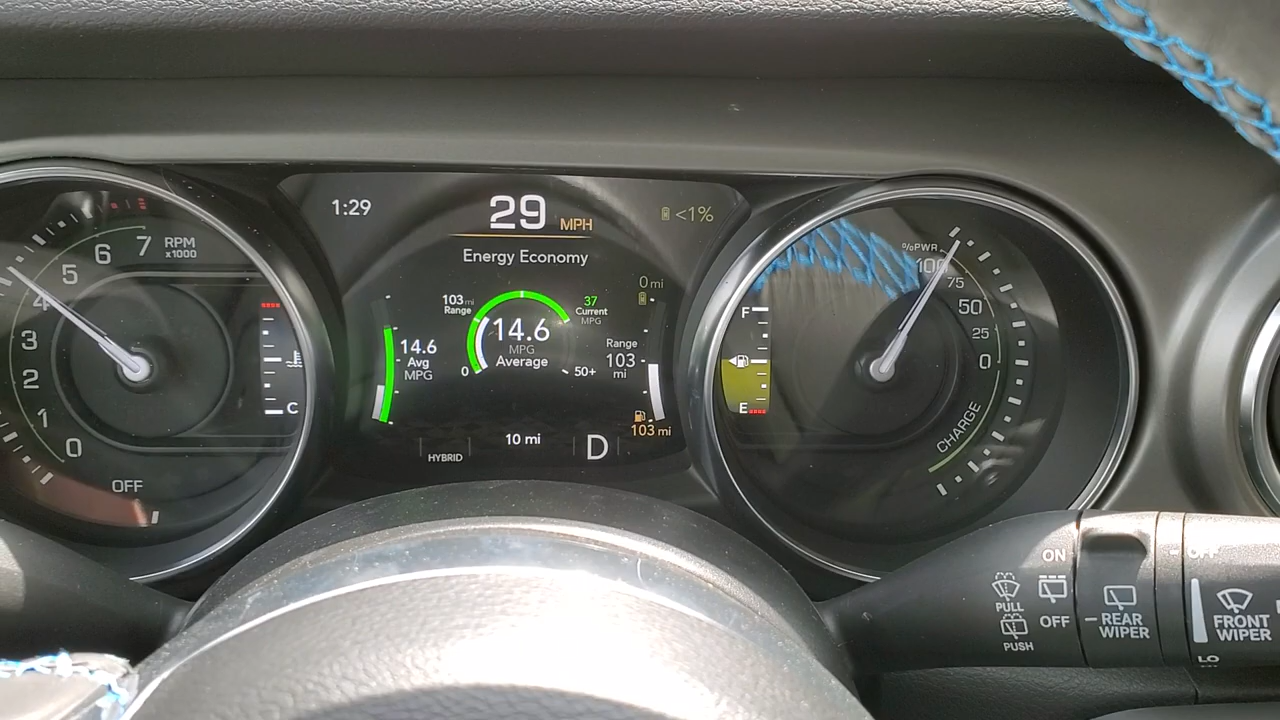 1:29
29 MPH
<1%
Energy Economy
7 RPM
x1000
6
5
4
3
2
1
0
OFF
C
14.6
Avg
MPG
103 mi
Range
37
Current
MPG
14.6
MPG
Average
0
50+
0 mi
Range
103
mi
103 mi
HYBRID
10 mi
D
F
E
%PWR
100
75
50
25
0
CHARGE
ON
PULL
OFF
PUSH
REAR
WIPER
OFF
FRONT
WIPER
LO